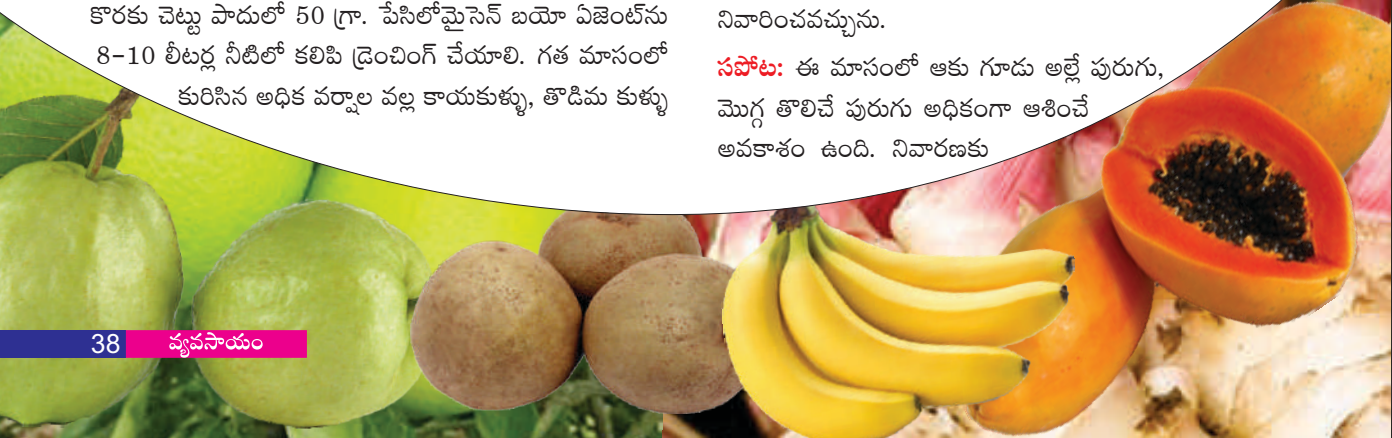 కొరకు చెట్టు పాదులో 50 గ్రా. పేసిలోమైసెన్ బయో ఏజెంట్‌ను
8-10 లీటర్ల నీటిలో కలిపి డ్రెంచింగ్ చేయాలి. గత మాసంలో
కురిసిన అధిక వర్షాల వల్ల కాయకుళ్ళు, తొడిమ కుళ్ళు
నివారించవచ్చును.
సపోట: ఈ మాసంలో ఆకు గూడు అల్లే పురుగు,
మొగ్గ తొలిచే పురుగు అధికంగా ఆశించే
అవకాశం ఉంది. నివారణకు
38 వ్యవసాయం